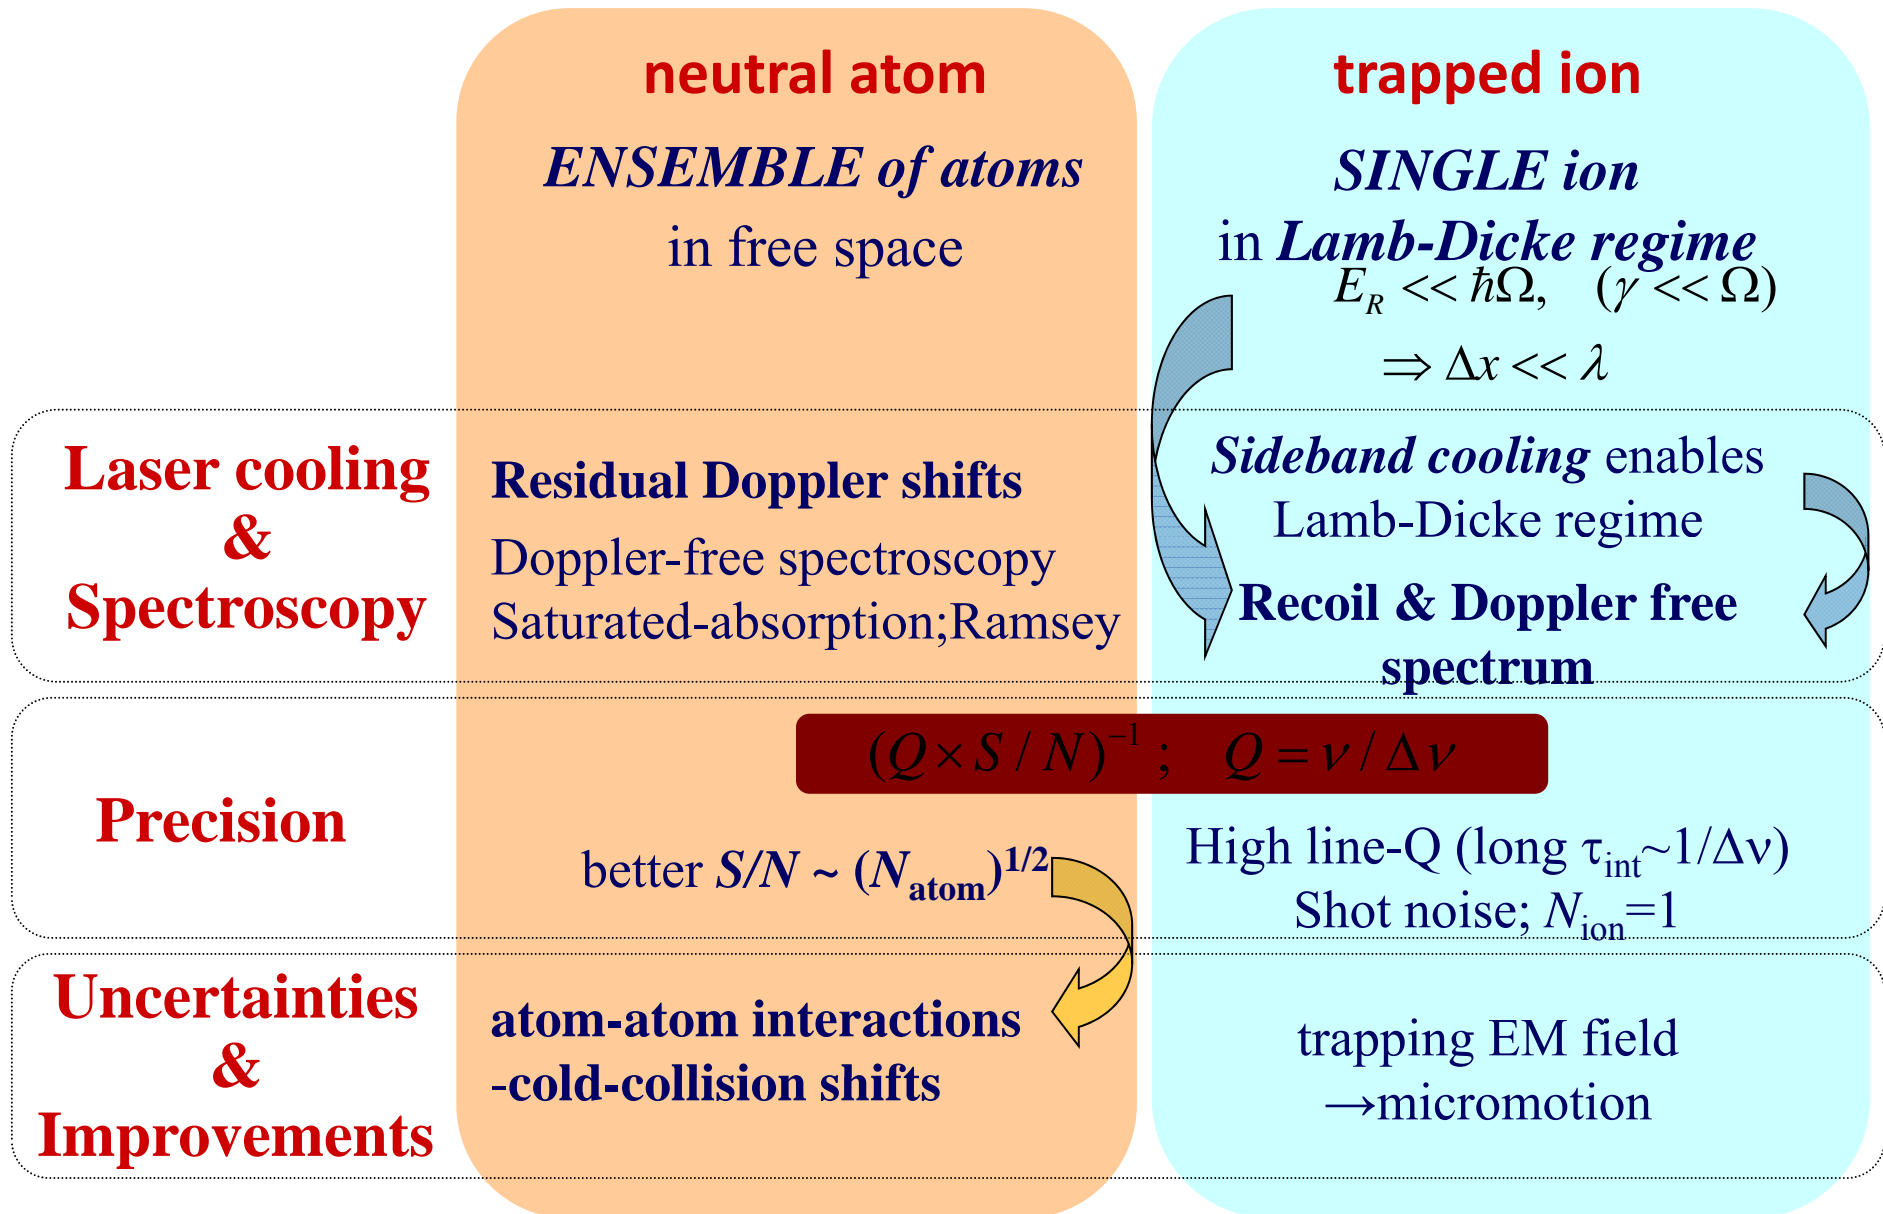 neutral atom
trapped ion
ENSEMBLE of atoms
in free space
SINGLE ion
in Lamb-Dicke regime
E_R << ħΩ, (γ << Ω)
⇒ Δx << λ
Laser cooling
&
Spectroscopy
Residual Doppler shifts
Doppler-free spectroscopy
Saturated-absorption;Ramsey
Sideband cooling enables
Lamb-Dicke regime
Recoil & Doppler free
spectrum
(Q × S / N)⁻¹ ; Q = ν / Δν
Precision
better S/N ~ (N_atom)^1/2
High line-Q (long τ_int~1/Δν)
Shot noise; N_ion=1
Uncertainties
&
Improvements
atom-atom interactions
-cold-collision shifts
trapping EM field
→micromotion